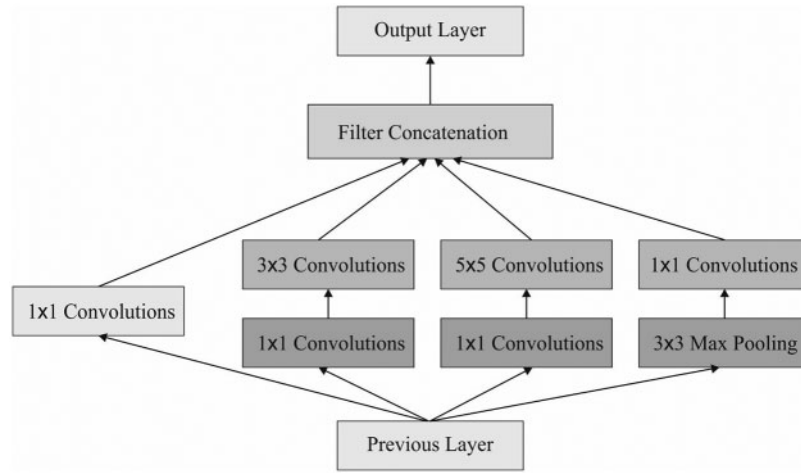 Output Layer
Filter Concatenation
3x3 Convolutions
5x5 Convolutions
1x1 Convolutions
1x1 Convolutions
1x1 Convolutions
1x1 Convolutions
3x3 Max Pooling
Previous Layer